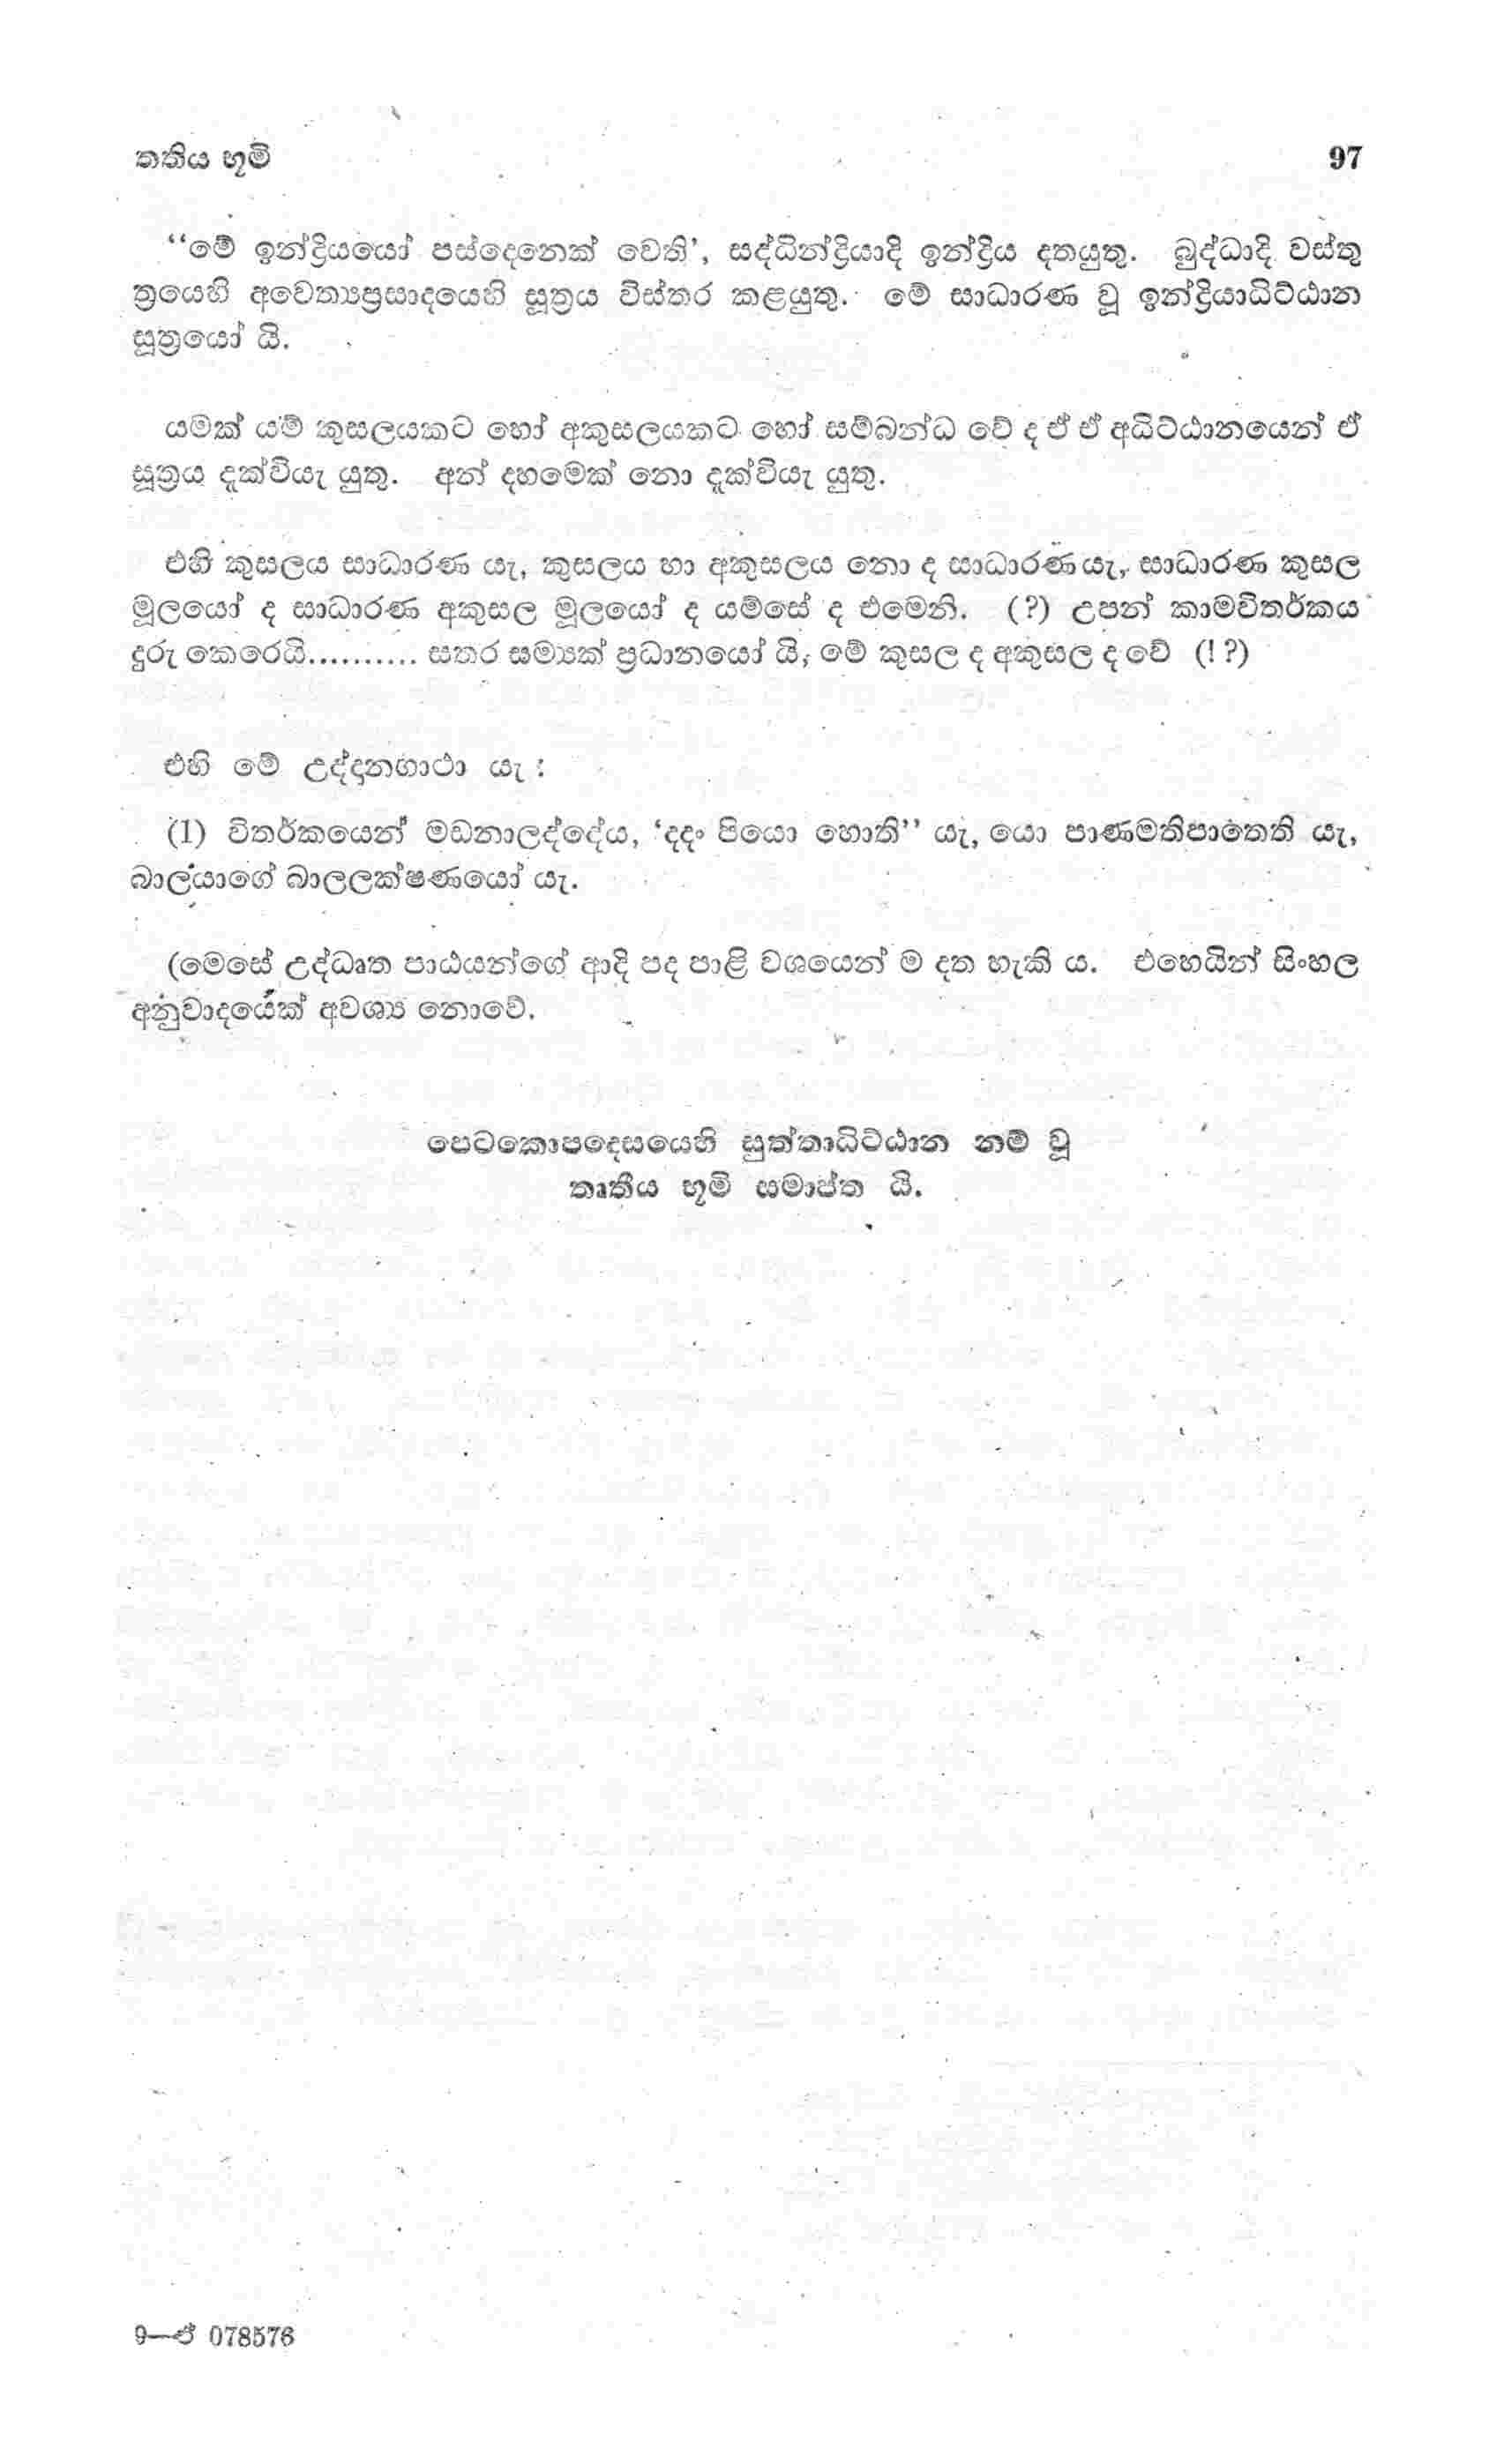 තතිය භූමි 97
“මේ ඉන්ද්‍රියයෝ පස්දෙනෙක් වෙති’, සද්ධින්ද්‍රියාදි ඉන්ද්‍රිය දතයුතු. බුද්ධාදි වස්තු
ත්‍රයෙහි අවෙත්‍යප්‍රසාදයෙහි සූත්‍රය විස්තර කළයුතු. මේ සාධාරණ වූ ඉන්ද්‍රියාධිට්ඨාන
සූත්‍රයෝ යි.
යමක් යම් කුසලයකට හෝ අකුසලයකට හෝ සම්බන්ධ වේ ද ඒ ඒ අධිට්ඨානයෙන් ඒ
සූත්‍රය දැක්වියැ යුතු. අන් දහමෙක් නො දැක්වියැ යුතු.
එහි කුසලය සාධාරණ යැ, කුසලය හා අකුසලය නො ද සාධාරණ යැ, සාධාරණ කුසල
මූලයෝ ද සාධාරණ අකුසල මූලයෝ ද යම්සේ ද එමෙනි. (?) උපන් කාමවිතර්කය
දුරු කෙරෙයි.......... සතර සම්‍යක් ප්‍රධානයෝ යි, මේ කුසල ද අකුසල ද වේ (! ?)
එහි මේ උද්දානගාථා යැ :
(1) විතර්කයෙන් මඩනාලද්දේය, ‘දදං පියො හොති’’ යැ, යො පාණමතිපාතෙති යැ,
බාලයාගේ බාලලක්ෂණයෝ යැ.
(මෙසේ උද්ධෘත පාඨයන්ගේ ආදි පද පාළි වශයෙන් ම දත හැකි ය. එහෙයින් සිංහල
අනුවාදයෙක් අවශ්‍ය නොවේ.
පෙටකොපදෙසයෙහි සුත්තාධිට්ඨාන නම් වූ
තෘතීය භූමි සමාප්ත යි.
9—ඒ 078576